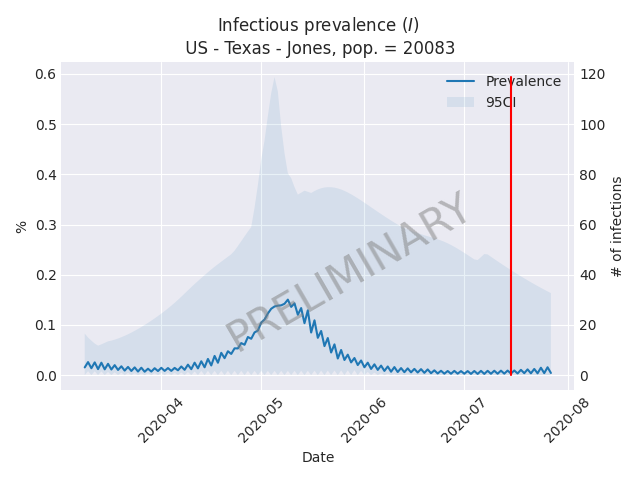 Infectious prevalence (I)
US - Texas - Jones, pop. = 20083
Prevalence
95CI
0.6
0.5
0.4
0.3
0.2
0.1
0.0
%
120
100
80
60
40
20
0
# of infections
PRELIMINARY
2020-04
2020-05
2020-06
2020-07
2020-08
Date